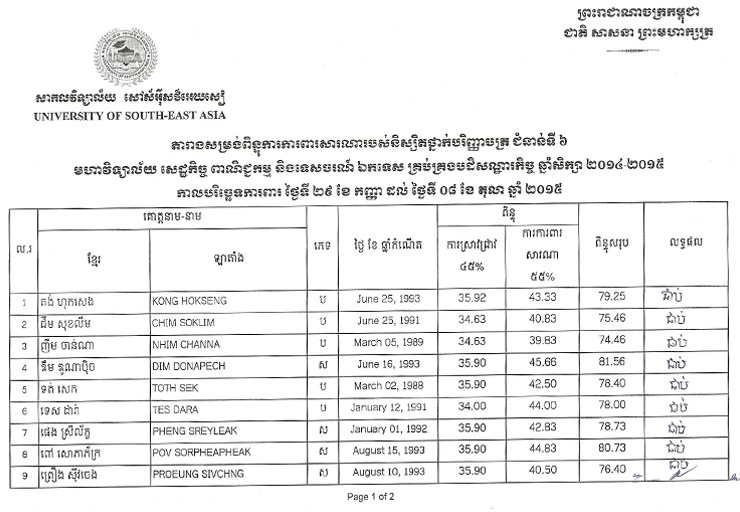 ព្រះរាជាណាចក្រកម្ពុជា
ជាតិ សាសនា ព្រះមហាក្សត្រ
សាកលវិទ្យាល័យ សៅស៍អ៊ីសថ៍អេយសៀ
UNIVERSITY OF SOUTH-EAST ASIA
តារាងសម្រង់ពិន្ទុការការពារសារណារបស់និស្សិតថ្នាក់បរិញ្ញាបត្រ ជំនាន់ទី ៦
មហាវិទ្យាល័យ សេដ្ឋកិច្ច ពាណិជ្ជកម្ម និងទេសចរណ៍ ឯកទេស គ្រប់គ្រងបដិសណ្ឋារកិច្ច ឆ្នាំសិក្សា ២០១៤-២០១៥
កាលបរិច្ឆេទការពារ ថ្ងៃទី ២៩ ខែ កញ្ញា ដល់ ថ្ងៃទី ០៨ ខែ តុលា ឆ្នាំ ២០១៥
ល.រ គោត្តនាម-នាម ភេទ ថ្ងៃ ខែ ឆ្នាំកំណើត ពិន្ទុ ពិន្ទុសរុប លទ្ធផល
ខ្មែរ ឡាតាំង ការស្រាវជ្រាវ ៤៥% ការការពារ សារណា ៥៥%
1 គង់ ហុកសេង KONG HOKSENG ប June 25, 1993 35.92 43.33 79.25 ជាប់
2 ជឹម សុខលីម CHIM SOKLIM ប June 25, 1991 34.63 40.83 75.46 ជាប់
3 ញឹម ចាន់ណា NHIM CHANNA ប March 05, 1989 34.63 39.83 74.46 ជាប់
4 ឌឹម ឌូណាប៉ិច DIM DONAPECH ស June 16, 1993 35.90 45.66 81.56 ជាប់
5 ទត់ សេក TOTH SEK ប March 02, 1988 35.90 42.50 78.40 ជាប់
6 ទេស ដារ៉ា TES DARA ប January 12, 1991 34.00 44.00 78.00 ជាប់
7 ផេង ស្រីល័ក្ខ PHENG SREYLEAK ស January 01, 1992 35.90 42.83 78.73 ជាប់
8 ពៅ សោភាភ័ក្រ POV SORPHEAPHEAK ស August 15, 1993 35.90 44.83 80.73 ជាប់
9 ព្រឿង ស៊ីវចេង PROEUNG SIVCHNG ស August 10, 1993 35.90 40.50 76.40 ជាប់
Page 1 of 2